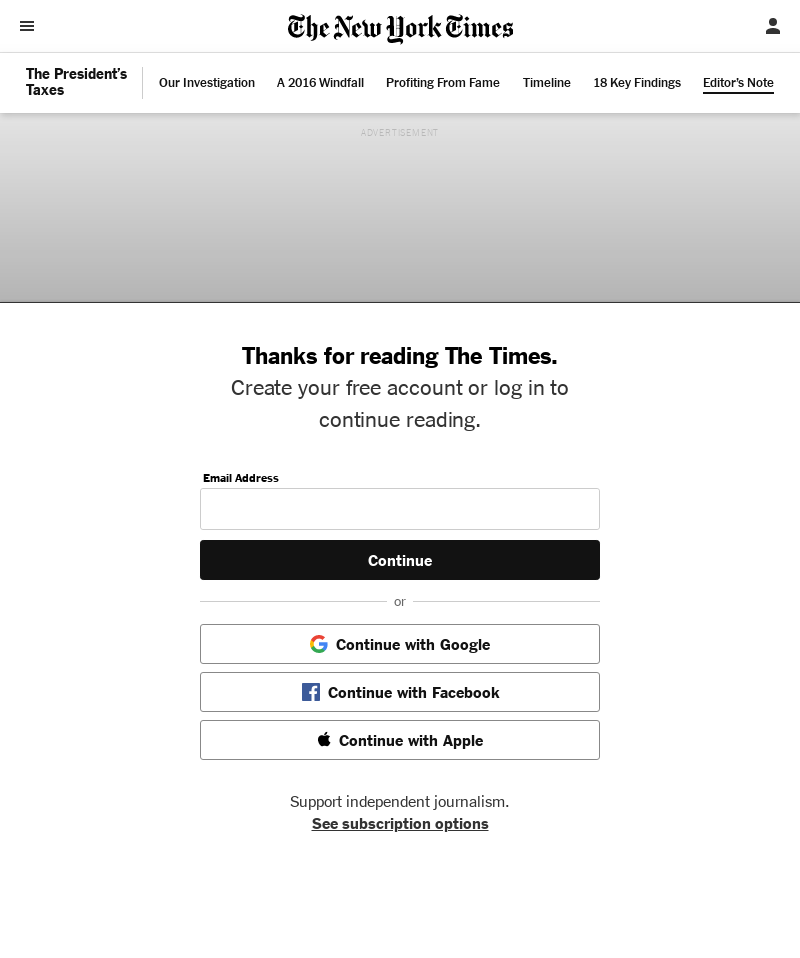 The New York Times
The President’s
Taxes
Our Investigation
A 2016 Windfall
Profiting From Fame
Timeline
18 Key Findings
Editor’s Note
ADVERTISEMENT
Thanks for reading The Times.
Create your free account or log in to
continue reading.
Email Address
Continue
or
Continue with Google
Continue with Facebook
Continue with Apple
Support independent journalism.
See subscription options